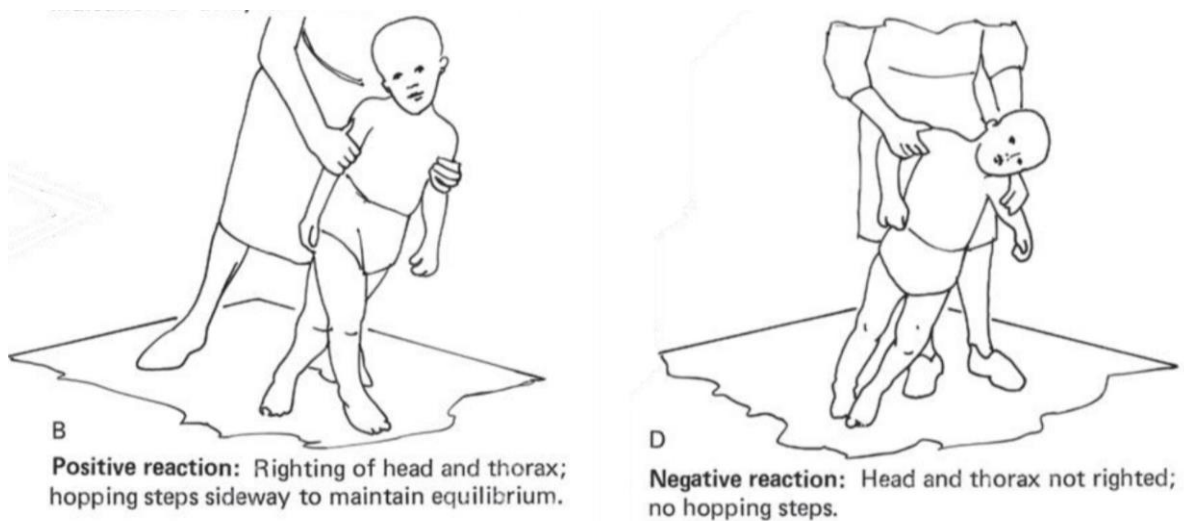 B
Positive reaction: Righting of head and thorax;
hopping steps sideway to maintain equilibrium.
D
Negative reaction: Head and thorax not righted;
no hopping steps.